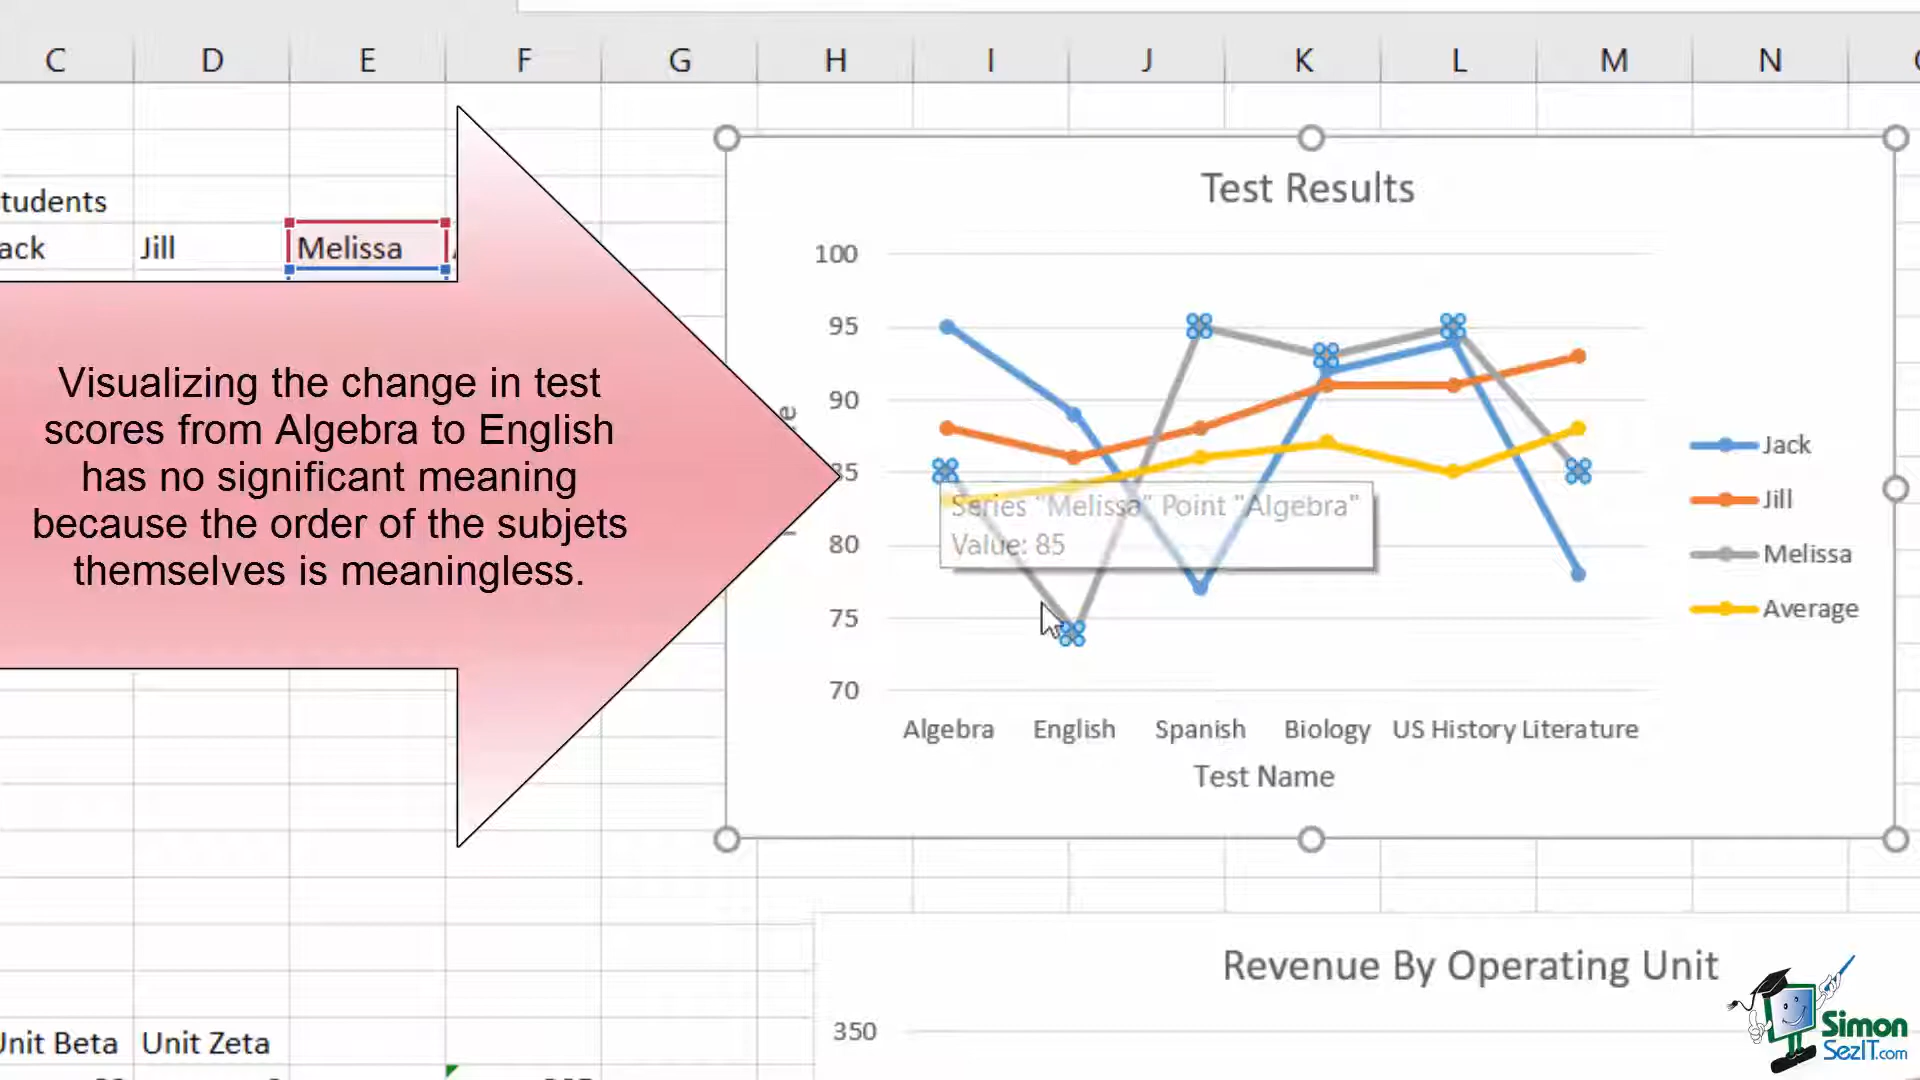 C D E F G H I J K L M N
tudents
ack Jill Melissa
Visualizing the change in test
scores from Algebra to English
has no significant meaning
because the order of the subjets
themselves is meaningless.
Test Results
100
95
90
85
80
75
70
Series "Melissa" Point "Algebra"
Value: 85
Algebra English Spanish Biology US History Literature
Test Name
Jack
Jill
Melissa
Average
Revenue By Operating Unit
350
Unit Beta Unit Zeta
Simon
SezIT.com